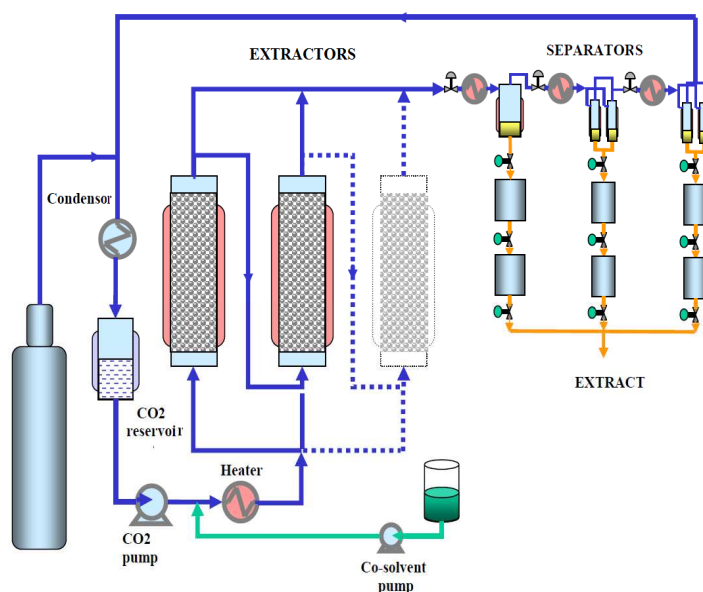 EXTRACTORS
SEPARATORS
Condensor
CO2
reservoir
EXTRACT
Heater
CO2
pump
Co-solvent
pump